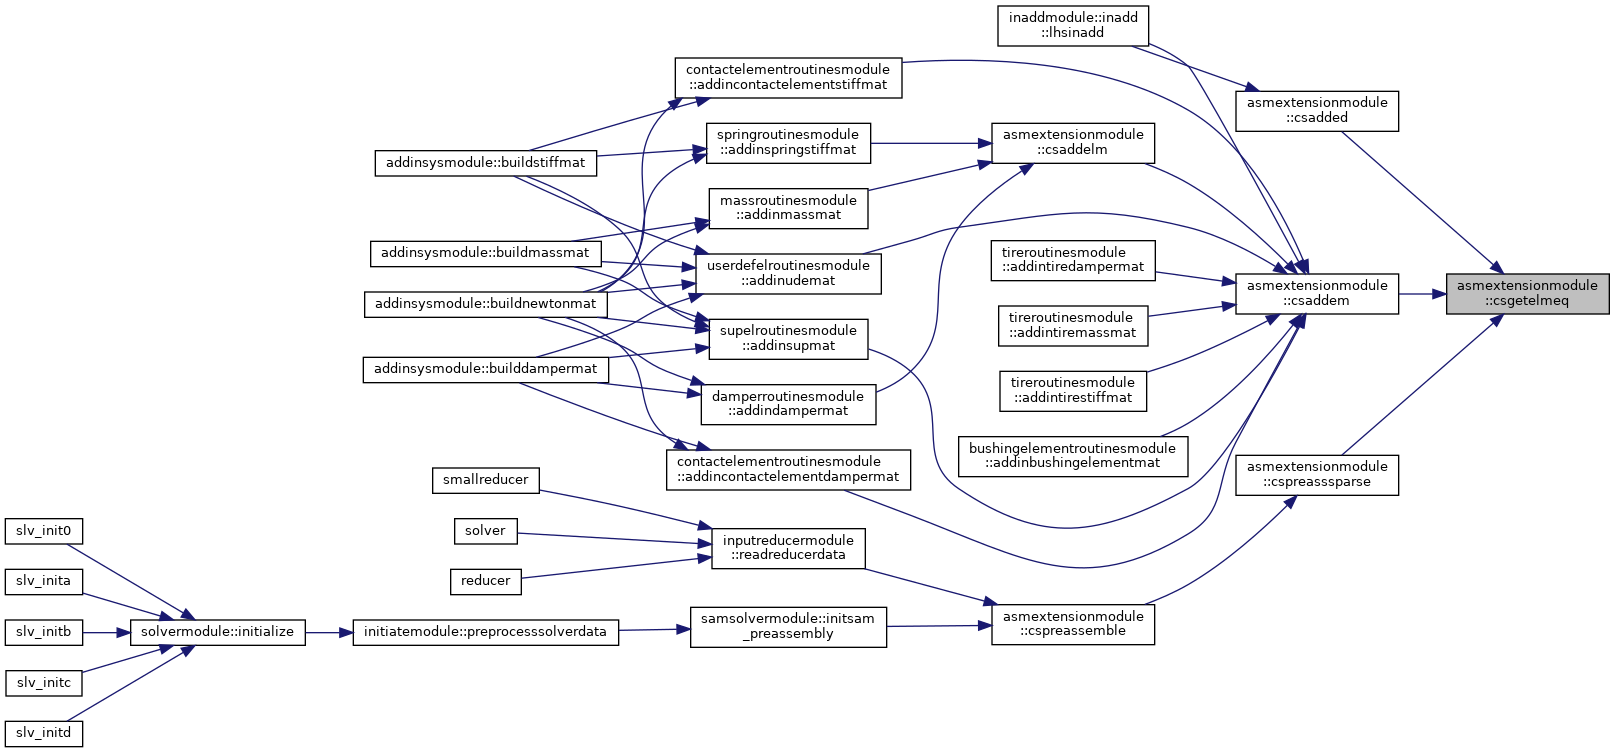 inaddmodule::inadd
::lhsinadd
contactelementroutinesmodule
::addincontactelementstiffmat
asmextensionmodule
::csadded
springroutinesmodule
::addinspringstiffmat
asmextensionmodule
::csaddelm
addinsysmodule::buildstiffmat
massroutinesmodule
::addinmassmat
addinsysmodule::buildmassmat
tireroutinesmodule
::addintiredampermat
userdefelroutinesmodule
::addinudemat
asmextensionmodule
::csaddem
asmextensionmodule
::csgetelmeq
addinsysmodule::buildnewtonmat
tireroutinesmodule
::addintiremassmat
supelroutinesmodule
::addinsupmat
addinsysmodule::builddampermat
tireroutinesmodule
::addintirestiffmat
damperroutinesmodule
::addindampermat
bushingelementroutinesmodule
::addinbushingelementmat
contactelementroutinesmodule
::addincontactelementdampermat
asmextensionmodule
::cspreasssparse
smallreducer
solver
inputreducermodule
::readreducerdata
reducer
slv_init0
slv_inita
slv_initb
solvermodule::initialize
initiatemodule::preprocesssolverdata
samsolvermodule::initsam
_preassembly
asmextensionmodule
::cspreassemble
slv_initc
slv_initd